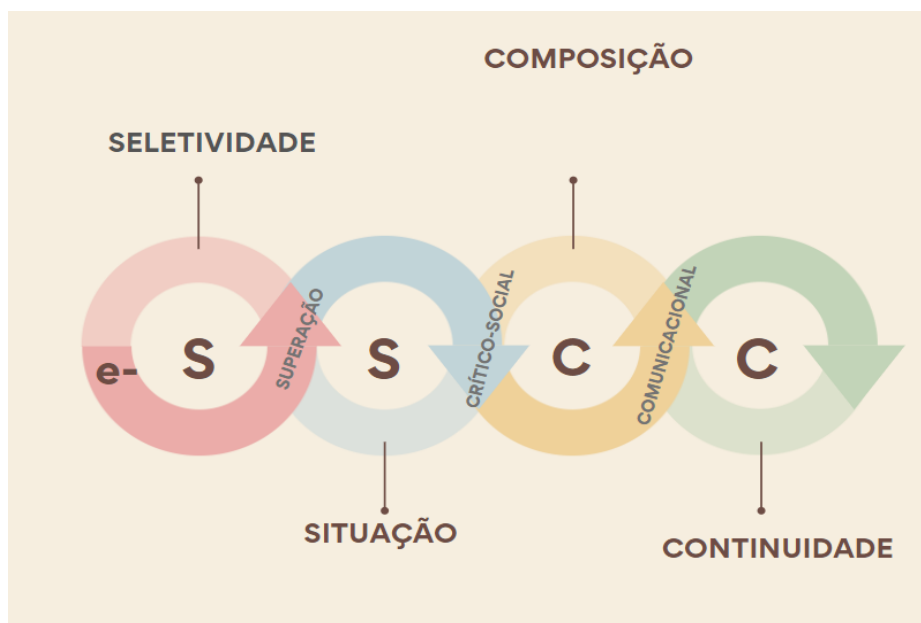 COMPOSIÇÃO
SELETIVIDADE
e-
S
SUPERAÇÃO
S
CRÍTICO-SOCIAL
C
COMUNICACIONAL
C
SITUAÇÃO
CONTINUIDADE